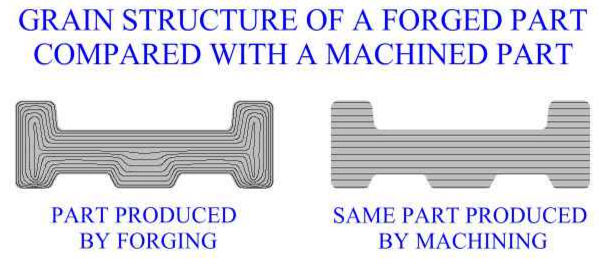 GRAIN STRUCTURE OF A FORGED PART
COMPARED WITH A MACHINED PART
PART PRODUCED
BY FORGING
SAME PART PRODUCED
BY MACHINING